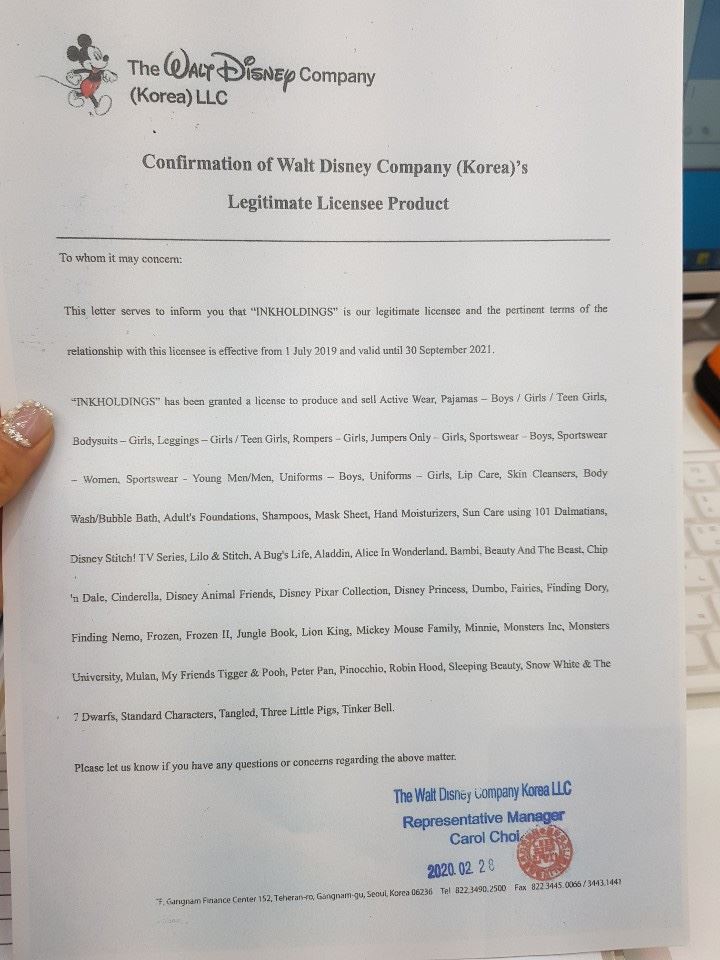 The WALT DISNEY Company
(Korea) LLC
Confirmation of Walt Disney Company (Korea)'s
Legitimate Licensee Product
To whom it may concern:
This letter serves to inform you that “INKHOLDINGS” is our legitimate licensee and the pertinent terms of the
relationship with this licensee is effective from 1 July 2019 and valid until 30 September 2021.
“INKHOLDINGS” has been granted a license to produce and sell Active Wear, Pajamas – Boys / Girls / Teen Girls,
Bodysuits – Girls, Leggings – Girls / Teen Girls, Rompers – Girls, Jumpers Only – Girls, Sportswear – Boys, Sportswear
– Women, Sportswear - Young Men/Men, Uniforms – Boys, Uniforms – Girls, Lip Care, Skin Cleansers, Body
Wash/Bubble Bath, Adult's Foundations, Shampoos, Mask Sheet, Hand Moisturizers, Sun Care using 101 Dalmatians,
Disney Stitch! TV Series, Lilo & Stitch, A Bug's Life, Aladdin, Alice In Wonderland, Bambi, Beauty And The Beast, Chip
'n Dale, Cinderella, Disney Animal Friends, Disney Pixar Collection, Disney Princess, Dumbo, Fairies, Finding Dory,
Finding Nemo, Frozen, Frozen II, Jungle Book, Lion King, Mickey Mouse Family, Minnie, Monsters Inc, Monsters
University, Mulan, My Friends Tigger & Pooh, Peter Pan, Pinocchio, Robin Hood, Sleeping Beauty, Snow White & The
7 Dwarfs, Standard Characters, Tangled, Three Little Pigs, Tinker Bell.
Please let us know if you have any questions or concerns regarding the above matter.
The Walt Disney Company Korea LLC
Representative Manager
Carol Choi
2020. 02. 28
F, Gangnam Finance Center 152, Teheran-ro, Gangnam-gu, Seoul, Korea 06236 Tel 822.3490.2500 Fax 822.3445.0066 / 3443.1441